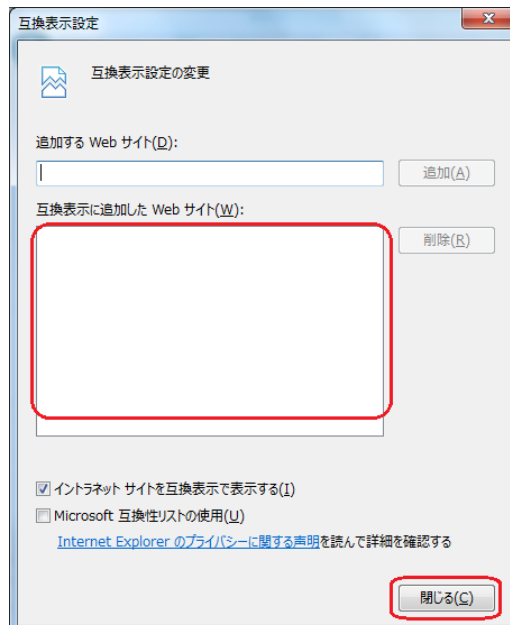 互換表示設定
互換表示設定の変更
追加する Web サイト(D):
追加(A)
互換表示に追加した Web サイト(W):
削除(R)
イントラネット サイトを互換表示で表示する(I)
Microsoft 互換性リストの使用(U)
Internet Explorer のプライバシーに関する声明を読んで詳細を確認する
閉じる(C)